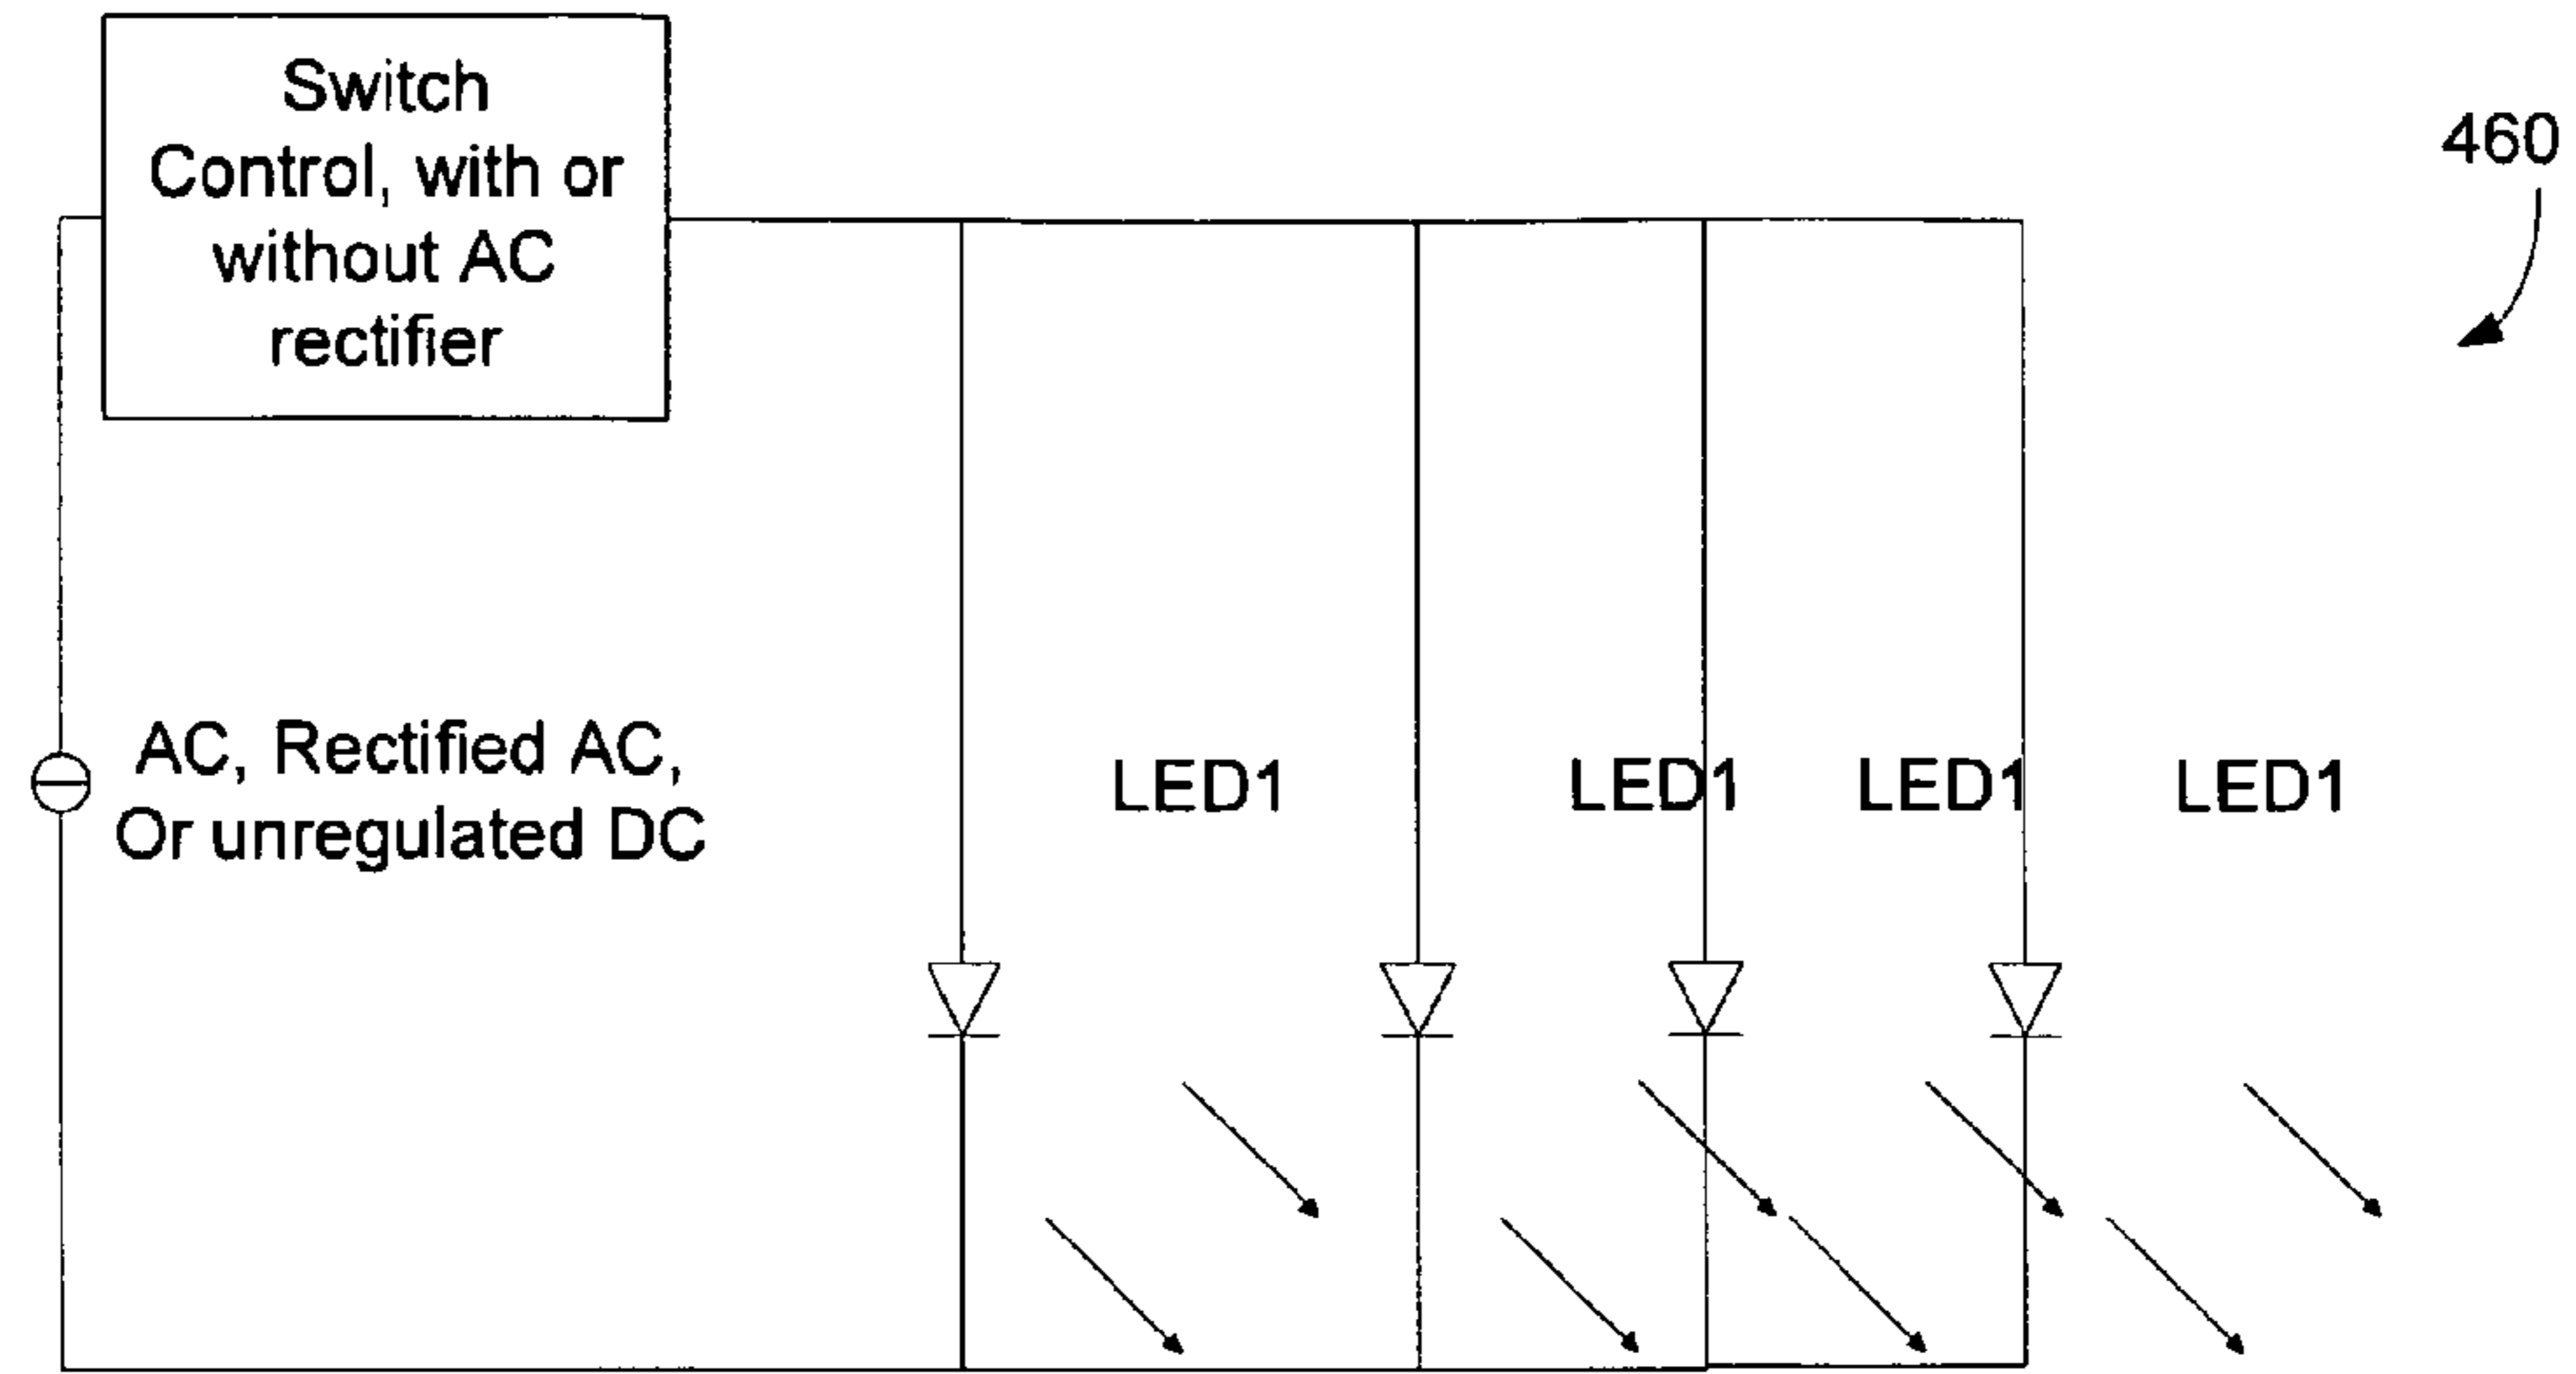 Switch
Control, with or
without AC
rectifier
460
AC, Rectified AC,
Or unregulated DC
LED1
LED1
LED1
LED1